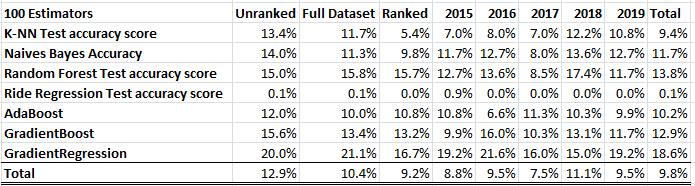 100 Estimators Unranked Full Dataset Ranked 2015 2016 2017 2018 2019 Total
K-NN Test accuracy score 13.4% 11.7% 5.4% 7.0% 8.0% 7.0% 12.2% 10.8% 9.4%
Naives Bayes Accuracy 14.0% 11.3% 9.8% 11.7% 12.7% 8.0% 13.6% 12.7% 11.7%
Random Forest Test accuracy score 15.0% 15.8% 15.7% 12.7% 13.6% 8.5% 17.4% 11.7% 13.8%
Ride Regression Test accuracy score 0.1% 0.1% 0.0% 0.9% 0.0% 0.0% 0.0% 0.0% 0.1%
AdaBoost 12.0% 10.0% 10.8% 10.8% 6.6% 11.3% 10.3% 9.9% 10.2%
GradientBoost 15.6% 13.4% 13.2% 9.9% 16.0% 10.3% 13.1% 11.7% 12.9%
GradientRegression 20.0% 21.1% 16.7% 19.2% 21.6% 16.0% 15.0% 19.2% 18.6%
Total 12.9% 10.4% 9.2% 8.8% 9.5% 7.5% 11.1% 9.5% 9.8%